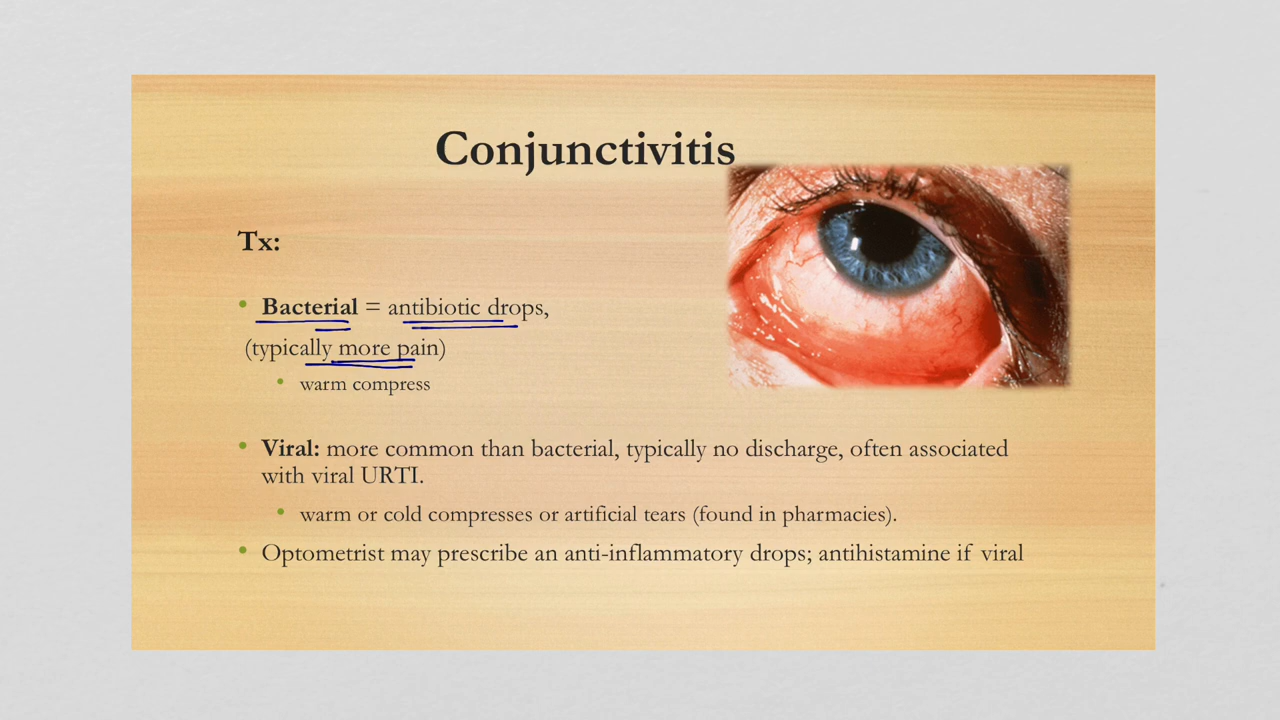 Conjunctivitis
Tx:
• Bacterial = antibiotic drops,
(typically more pain)
• warm compress
• Viral: more common than bacterial, typically no discharge, often associated
with viral URTI.
• warm or cold compresses or artificial tears (found in pharmacies).
• Optometrist may prescribe an anti-inflammatory drops; antihistamine if viral